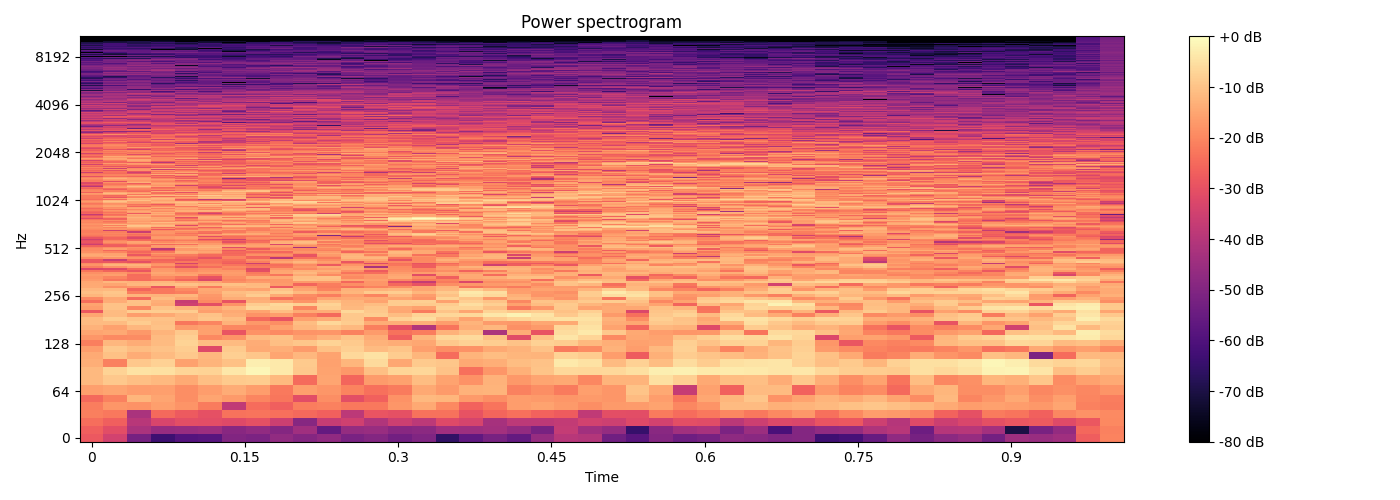 Power spectrogram
Hz
8192
4096
2048
1024
512
256
128
64
0
0 0.15 0.3 0.45 0.6 0.75 0.9
Time
+0 dB
-10 dB
-20 dB
-30 dB
-40 dB
-50 dB
-60 dB
-70 dB
-80 dB